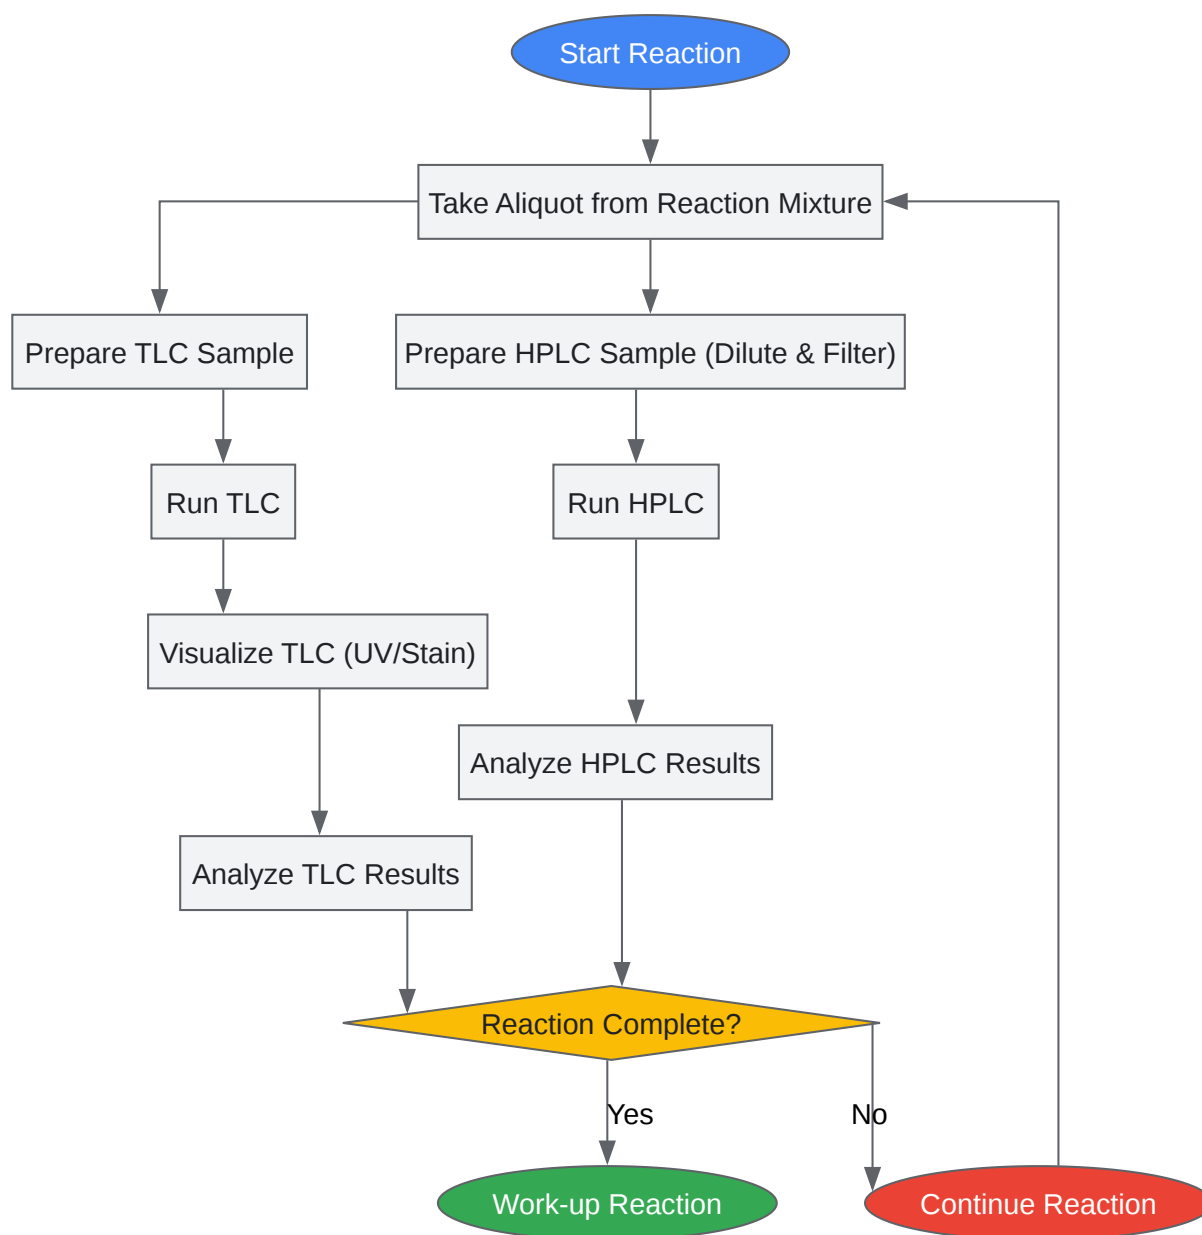 Start Reaction
Take Aliquot from Reaction Mixture
Prepare TLC Sample
Prepare HPLC Sample (Dilute & Filter)
Run TLC
Run HPLC
Visualize TLC (UV/Stain)
Analyze HPLC Results
Analyze TLC Results
Reaction Complete?
Yes
No
Work-up Reaction
Continue Reaction